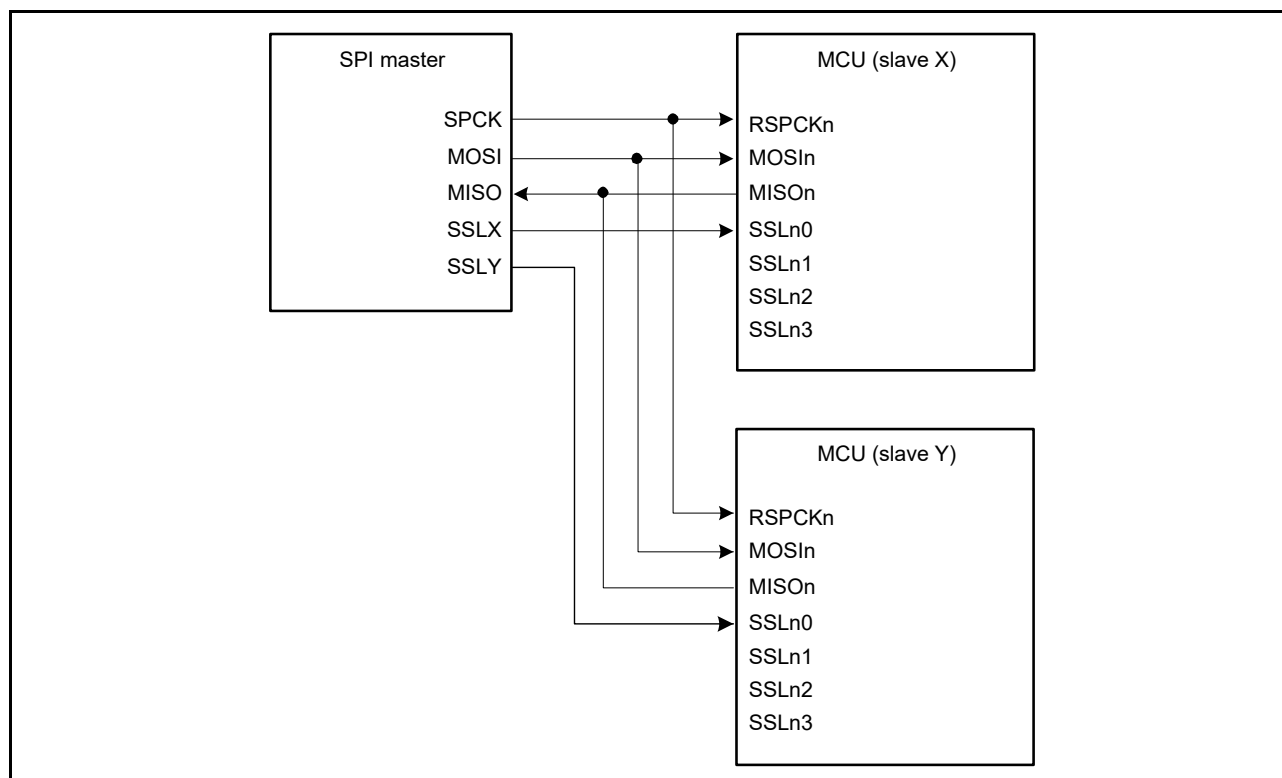 SPI master
SPCK
MOSI
MISO
SSLX
SSLY
MCU (slave X)
RSPCKn
MOSIn
MISOn
SSLn0
SSLn1
SSLn2
SSLn3
MCU (slave Y)
RSPCKn
MOSIn
MISOn
SSLn0
SSLn1
SSLn2
SSLn3